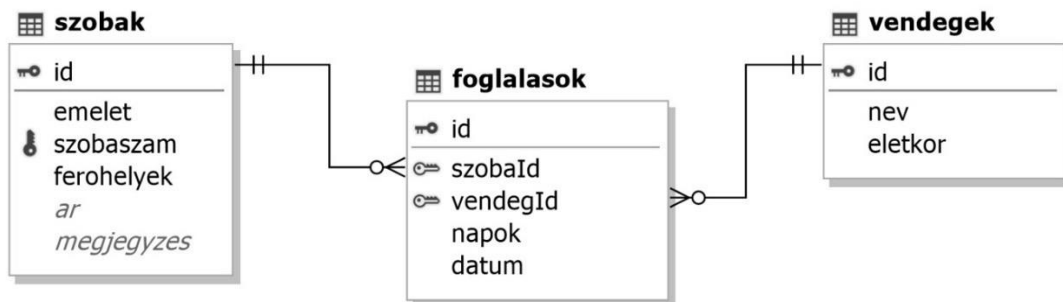 szobak
id
emelet
szobaszam
ferohelyek
ar
megjegyzes
foglalasok
id
szobaId
vendegId
napok
datum
vendegek
id
nev
eletkor